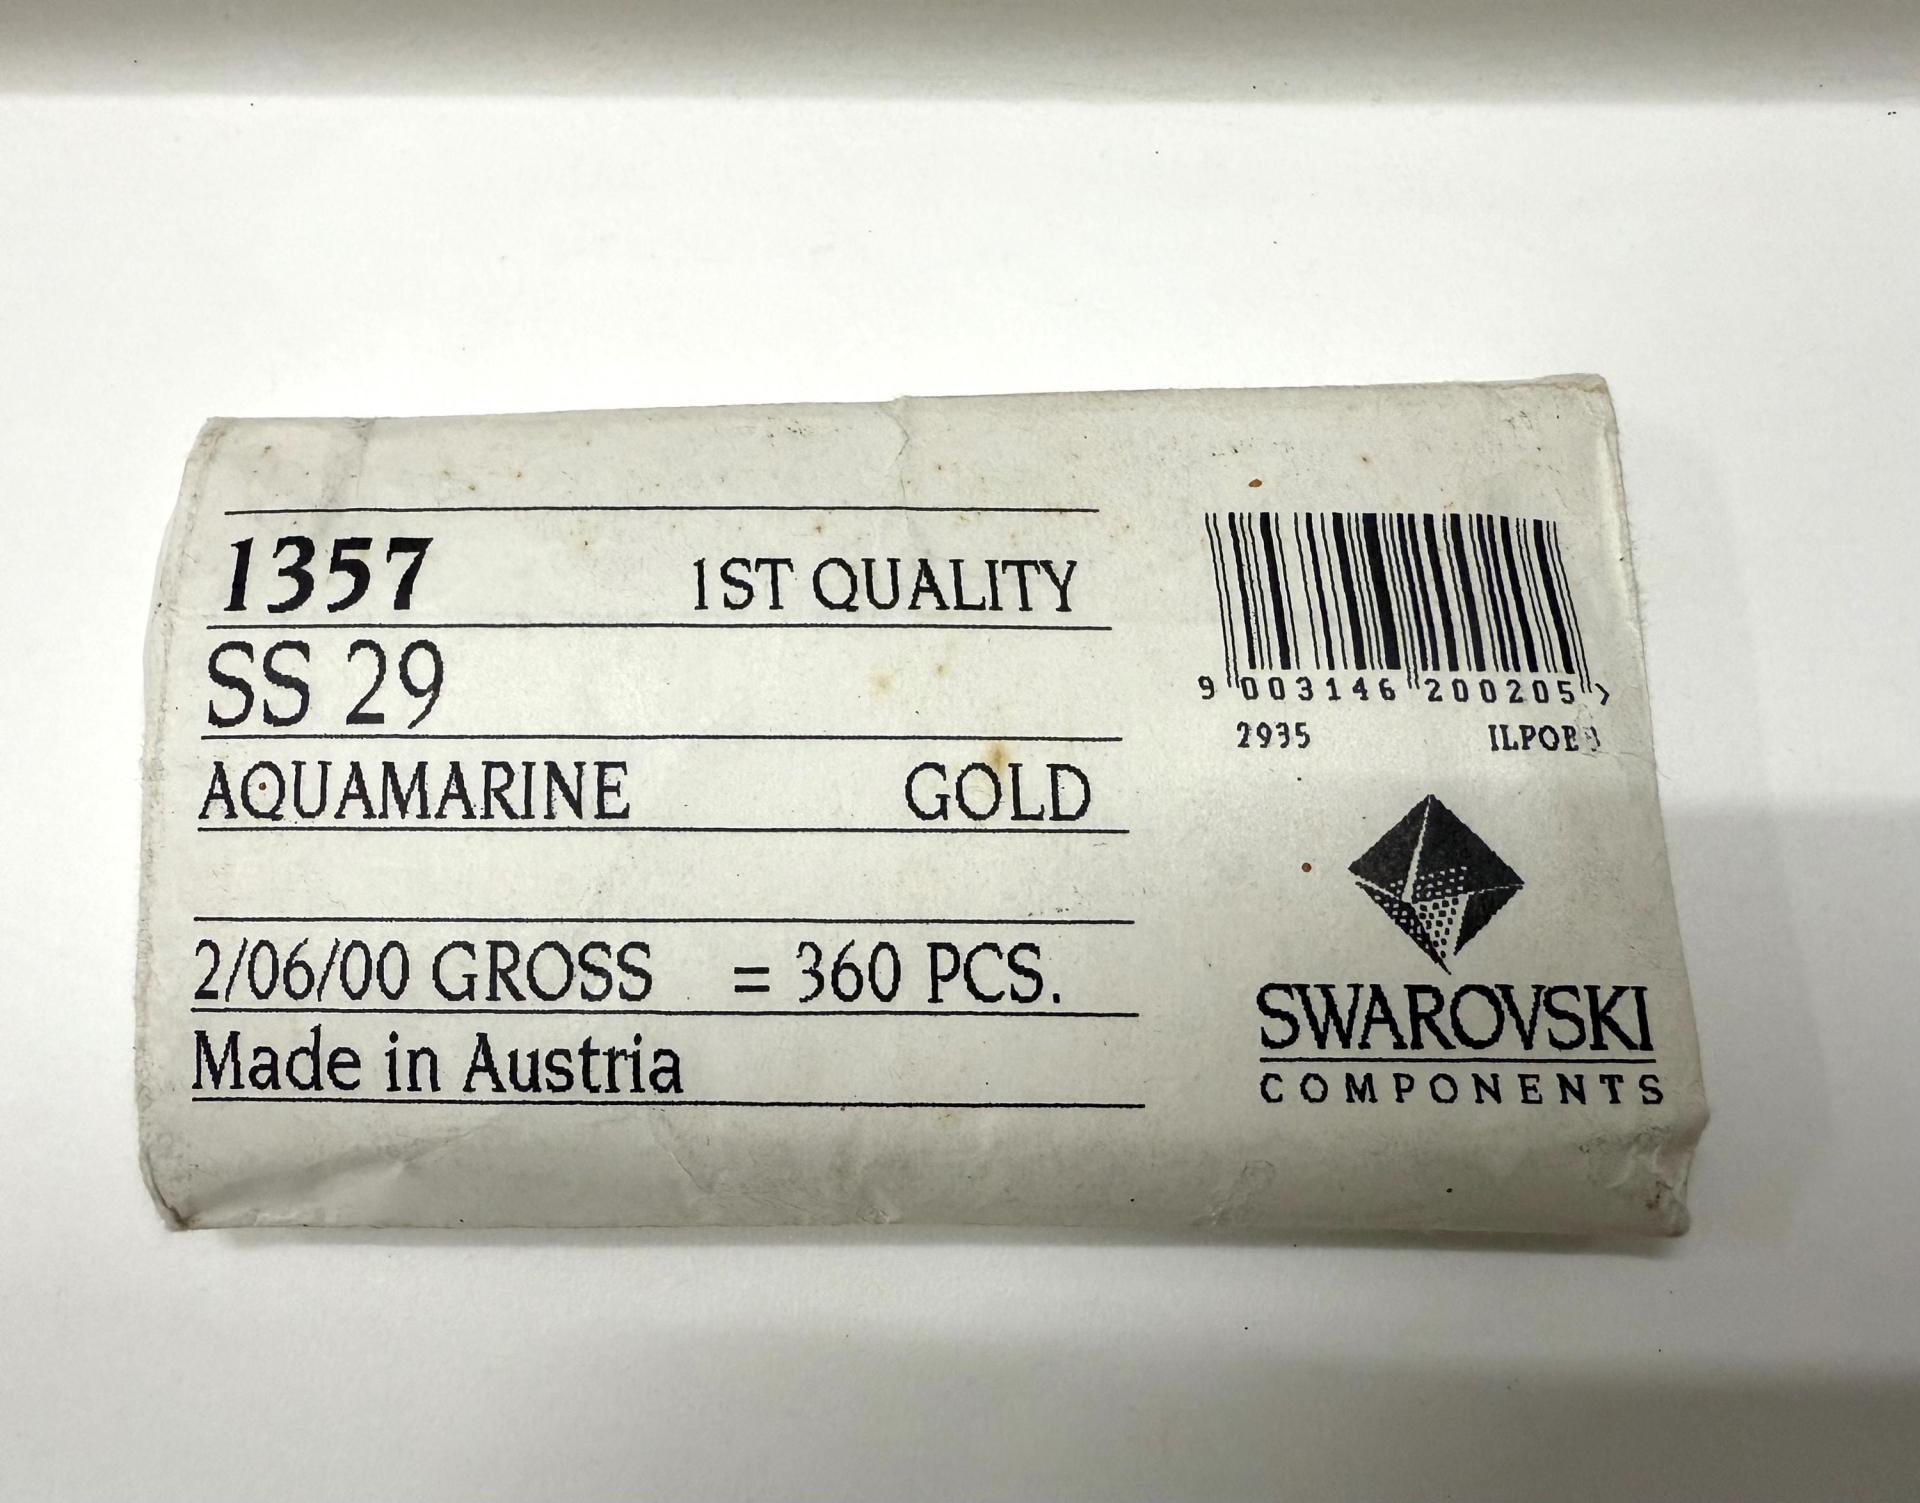 1357 1ST QUALITY
SS 29
AQUAMARINE GOLD
2/06/00 GROSS = 360 PCS.
Made in Austria
9 003146 200205 >
2935
SWAROVSKI
COMPONENTS